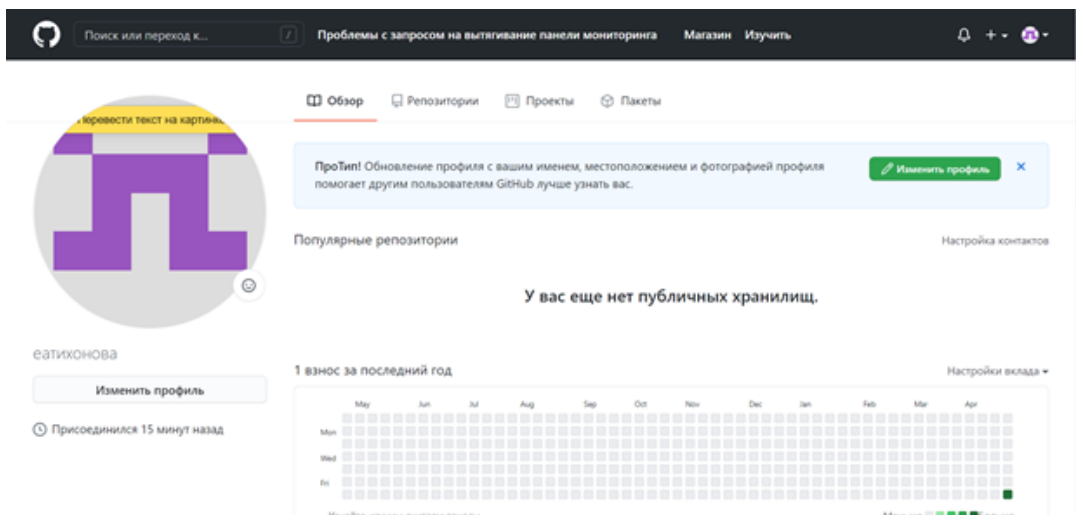 Поиск или переход к... / Проблемы с запросом на вытягивание панели мониторинга Магазин Изучить
Обзор Репозитории Проекты Пакеты
Перевести текст на картинке
ПроТип! Обновление профиля с вашим именем, местоположением и фотографией профиля
помогает другим пользователям GitHub лучше узнать вас.
Изменить профиль
Популярные репозитории
Настройка контактов
У вас еще нет публичных хранилищ.
еатихонова
Изменить профиль
Присоединился 15 минут назад
1 взнос за последний год
Настройки вклада
May Jun Jul Aug Sep Oct Nov Dec Jan Feb Mar Apr
Mon
Wed
Fri